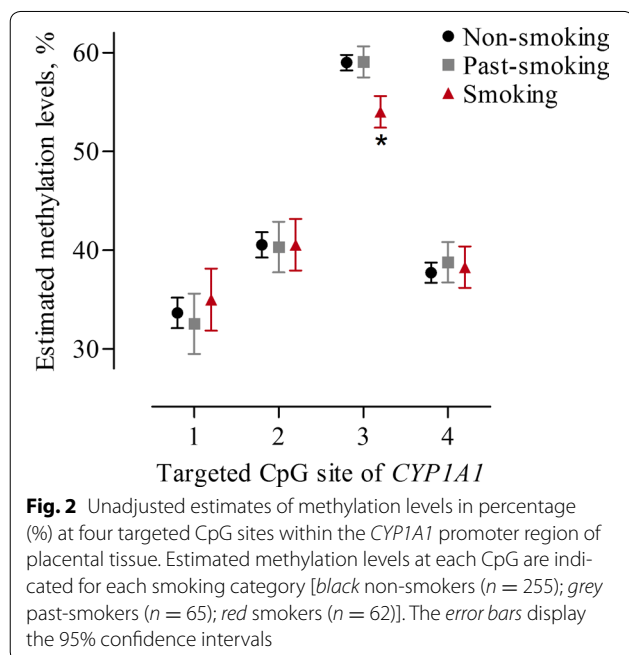 Estimated methylation levels, %
60
50
40
30
Non-smoking
Past-smoking
Smoking
*
1 2 3 4
Targeted CpG site of CYP1A1
Fig. 2 Unadjusted estimates of methylation levels in percentage
(%) at four targeted CpG sites within the CYP1A1 promoter region of
placental tissue. Estimated methylation levels at each CpG are indi-
cated for each smoking category [black non-smokers (n = 255); grey
past-smokers (n = 65); red smokers (n = 62)]. The error bars display
the 95% confidence intervals